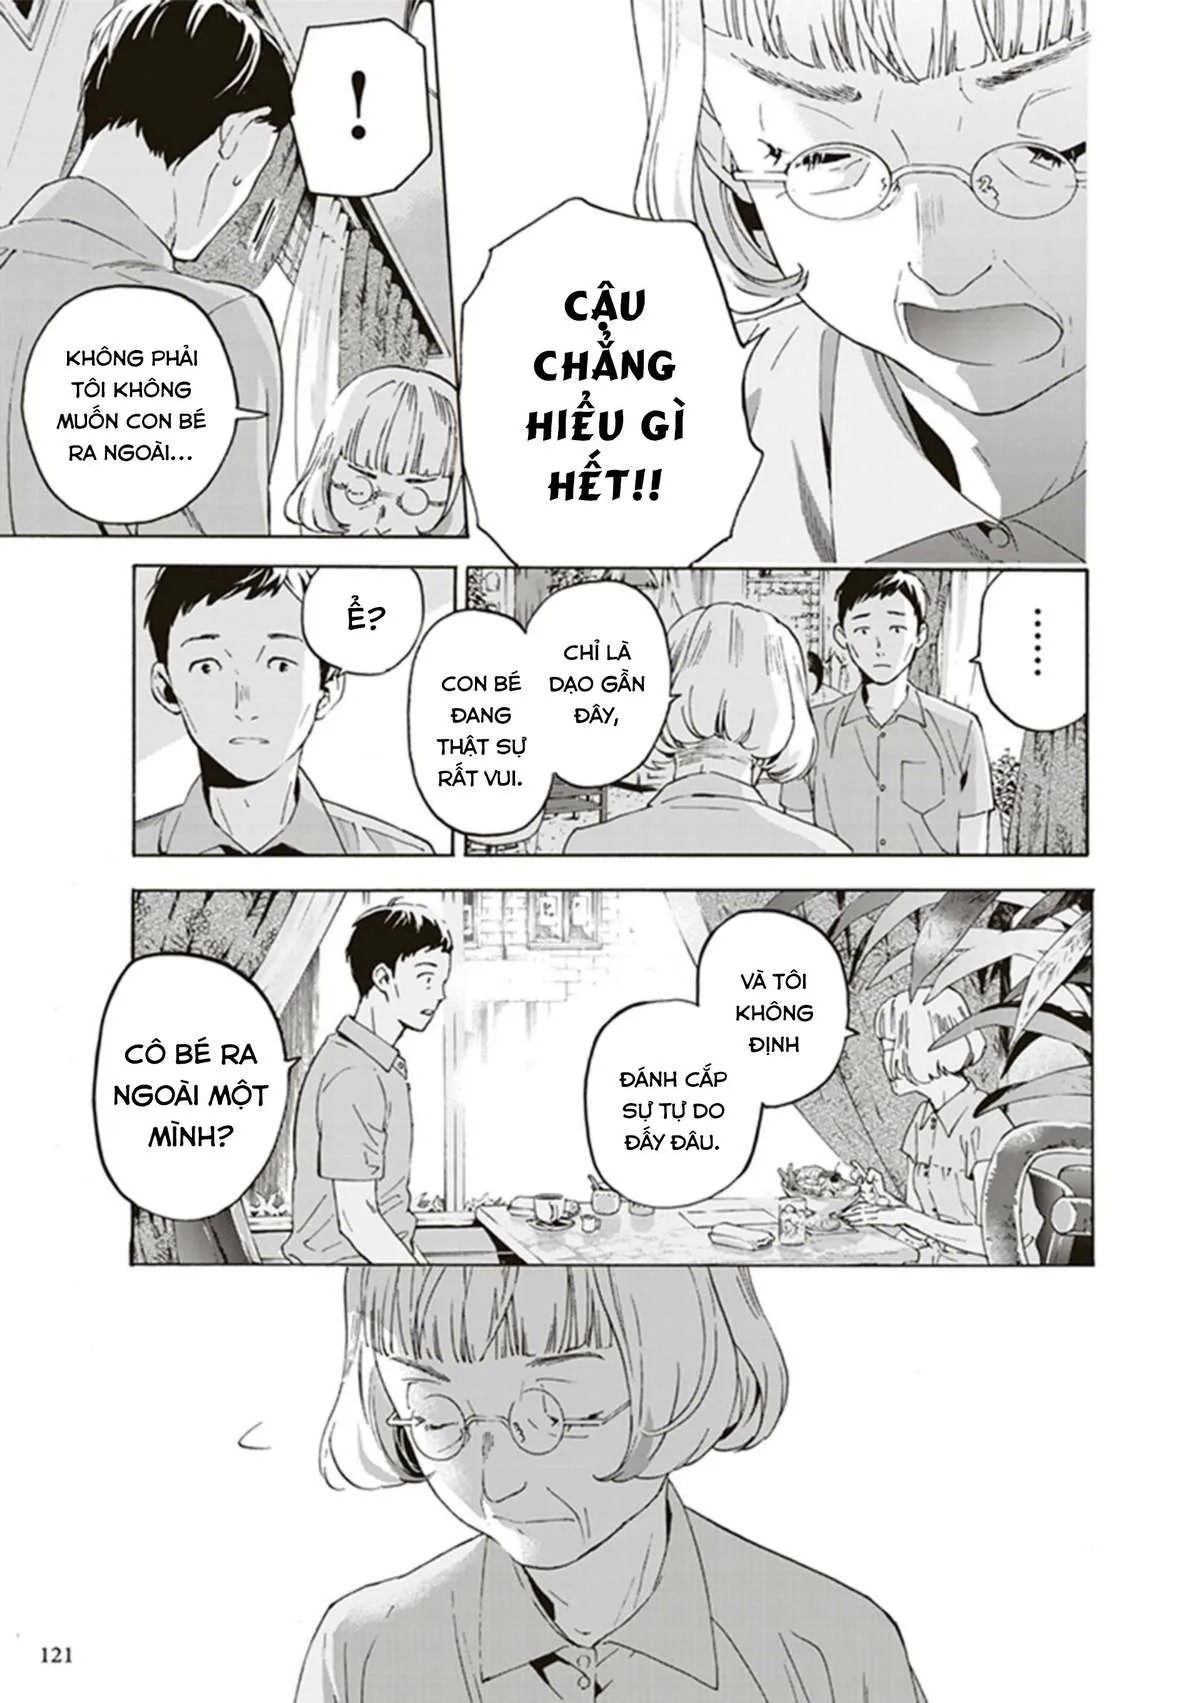 CẬU
CHẲNG
HIỂU GÌ
HẾT!!
!
KHÔNG PHẢI
TÔI KHÔNG
MUỐN CON BÉ
RA NGOÀI...
.......
CHỈ LÀ
DẠO GẦN
ĐÂY,
CON BÉ
ĐANG
THẬT SỰ
RẤT VUI.
Ể?
VÀ TÔI
KHÔNG
ĐỊNH
ĐÁNH CẮP
SỰ TỰ DO
ĐẤY ĐÂU.
CÔ BÉ RA
NGOÀI MỘT
MÌNH?
121